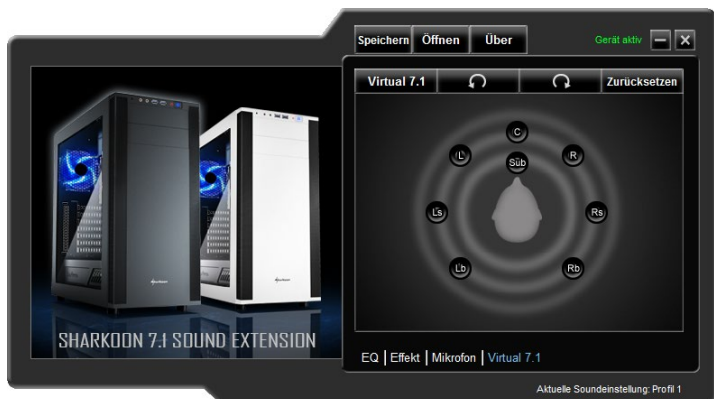 Speichern Öffnen Über
Gerät aktiv
Virtual 7.1 Zurücksetzen
C
L R
Sub
Ls Rs
Lb Rb
SHARKOON 7.1 SOUND EXTENSION
EQ Effekt Mikrofon Virtual 7.1
Aktuelle Soundeinstellung: Profil 1